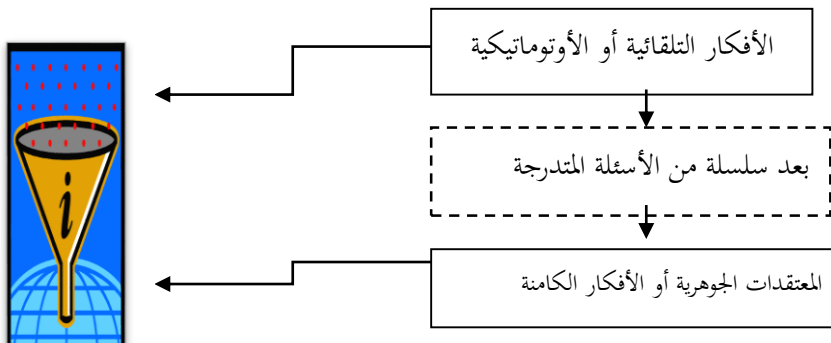 الأفكار التلقائية أو الأوتوماتيكية
بعد سلسلة من الأسئلة المتدرجة
المعتقدات الجوهرية أو الأفكار الكامنة
i